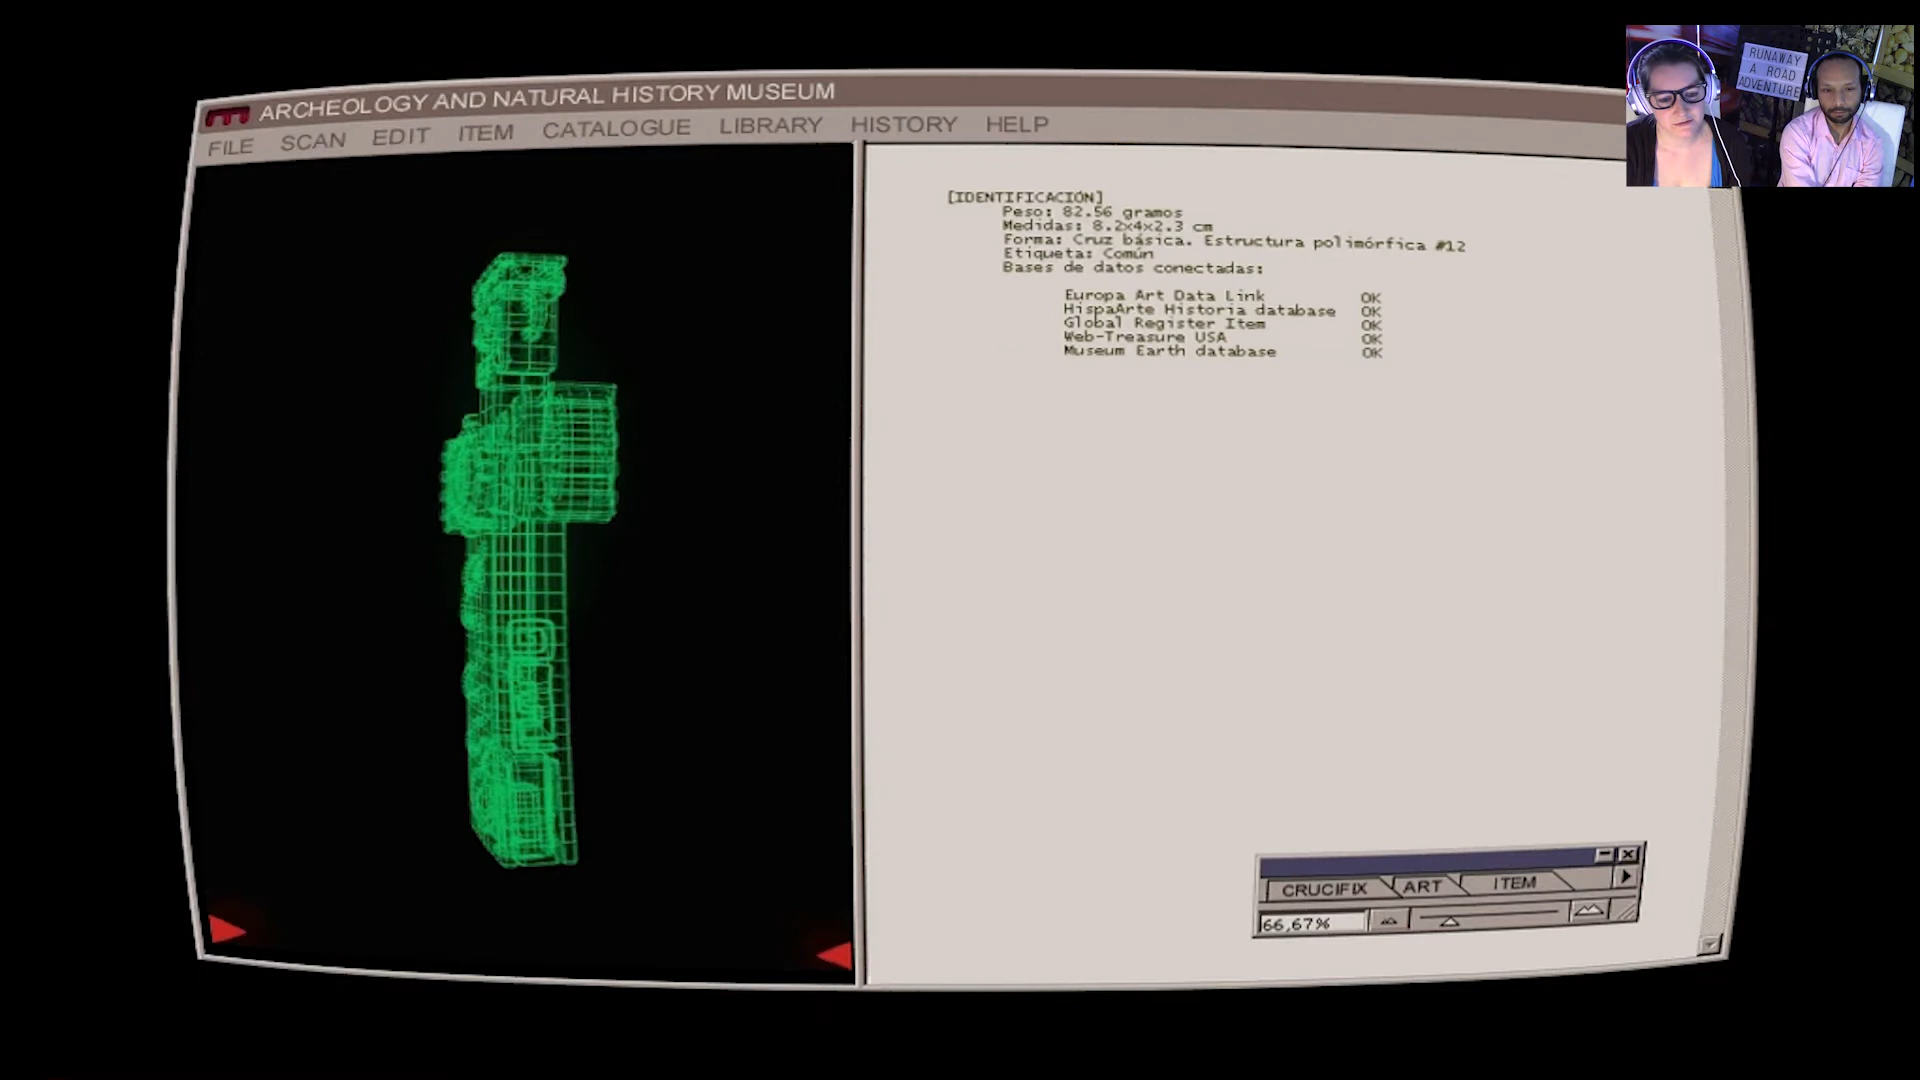 ARCHEOLOGY AND NATURAL HISTORY MUSEUM
FILE SCAN EDIT ITEM CATALOGUE LIBRARY HISTORY HELP
RUNAWAY
A ROAD
ADVENTURE
[IDENTIFICACIÓN]
Peso: 82.56 gramos
Medidas: 8.2x4x2.3 cm
Forma: Cruz básica. Estructura polimórfica #12
Etiqueta: Común
Bases de datos conectadas:
Europa Art Data Link OK
HispaArte Historia database OK
Global Register Item OK
Web-Treasure USA OK
Museum Earth database OK
CRUCIFIX ART ITEM
66,67%